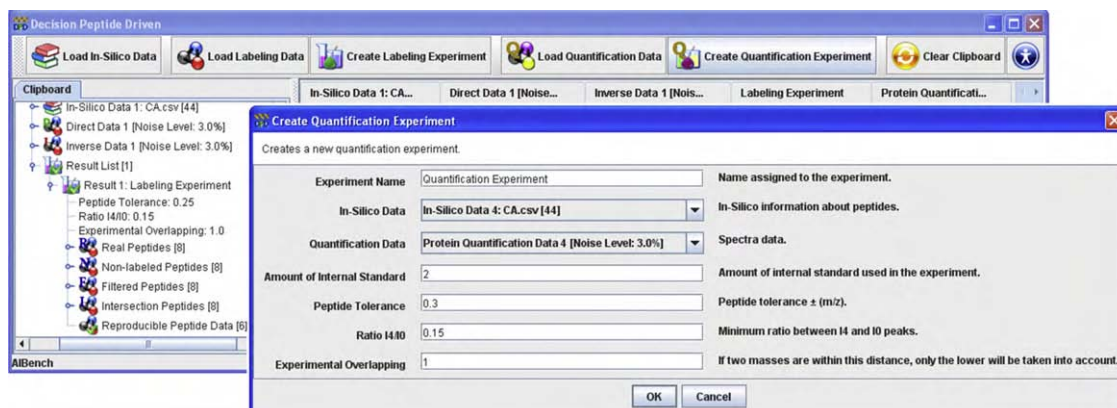 Decision Peptide Driven
Load In-Silico Data
Load Labeling Data
Create Labeling Experiment
Load Quantification Data
Create Quantification Experiment
Clear Clipboard
Clipboard
In-Silico Data 1: CA...
Direct Data 1 [Noise...
Inverse Data 1 [Nois...
Labeling Experiment
Protein Quantificati...
In-Silico Data 1: CA.csv [44]
Direct Data 1 [Noise Level: 3.0%]
Inverse Data 1 [Noise Level: 3.0%]
Result List [1]
Result 1: Labeling Experiment
Peptide Tolerance: 0.25
Ratio I4/I0: 0.15
Experimental Overlapping: 1.0
Real Peptides [8]
Non-labeled Peptides [8]
Filtered Peptides [8]
Intersection Peptides [8]
Reproducible Peptide Data [6]
AIBench
Create Quantification Experiment
Creates a new quantification experiment.
Experiment Name Quantification Experiment Name assigned to the experiment.
In-Silico Data In-Silico Data 4: CA.csv [44] In-Silico information about peptides.
Quantification Data Protein Quantification Data 4 [Noise Level: 3.0%] Spectra data.
Amount of Internal Standard 2 Amount of internal standard used in the experiment.
Peptide Tolerance 0.3 Peptide tolerance ± (m/z).
Ratio I4/I0 0.15 Minimum ratio between I4 and I0 peaks.
Experimental Overlapping 1 If two masses are within this distance, only the lower will be taken into account
OK Cancel